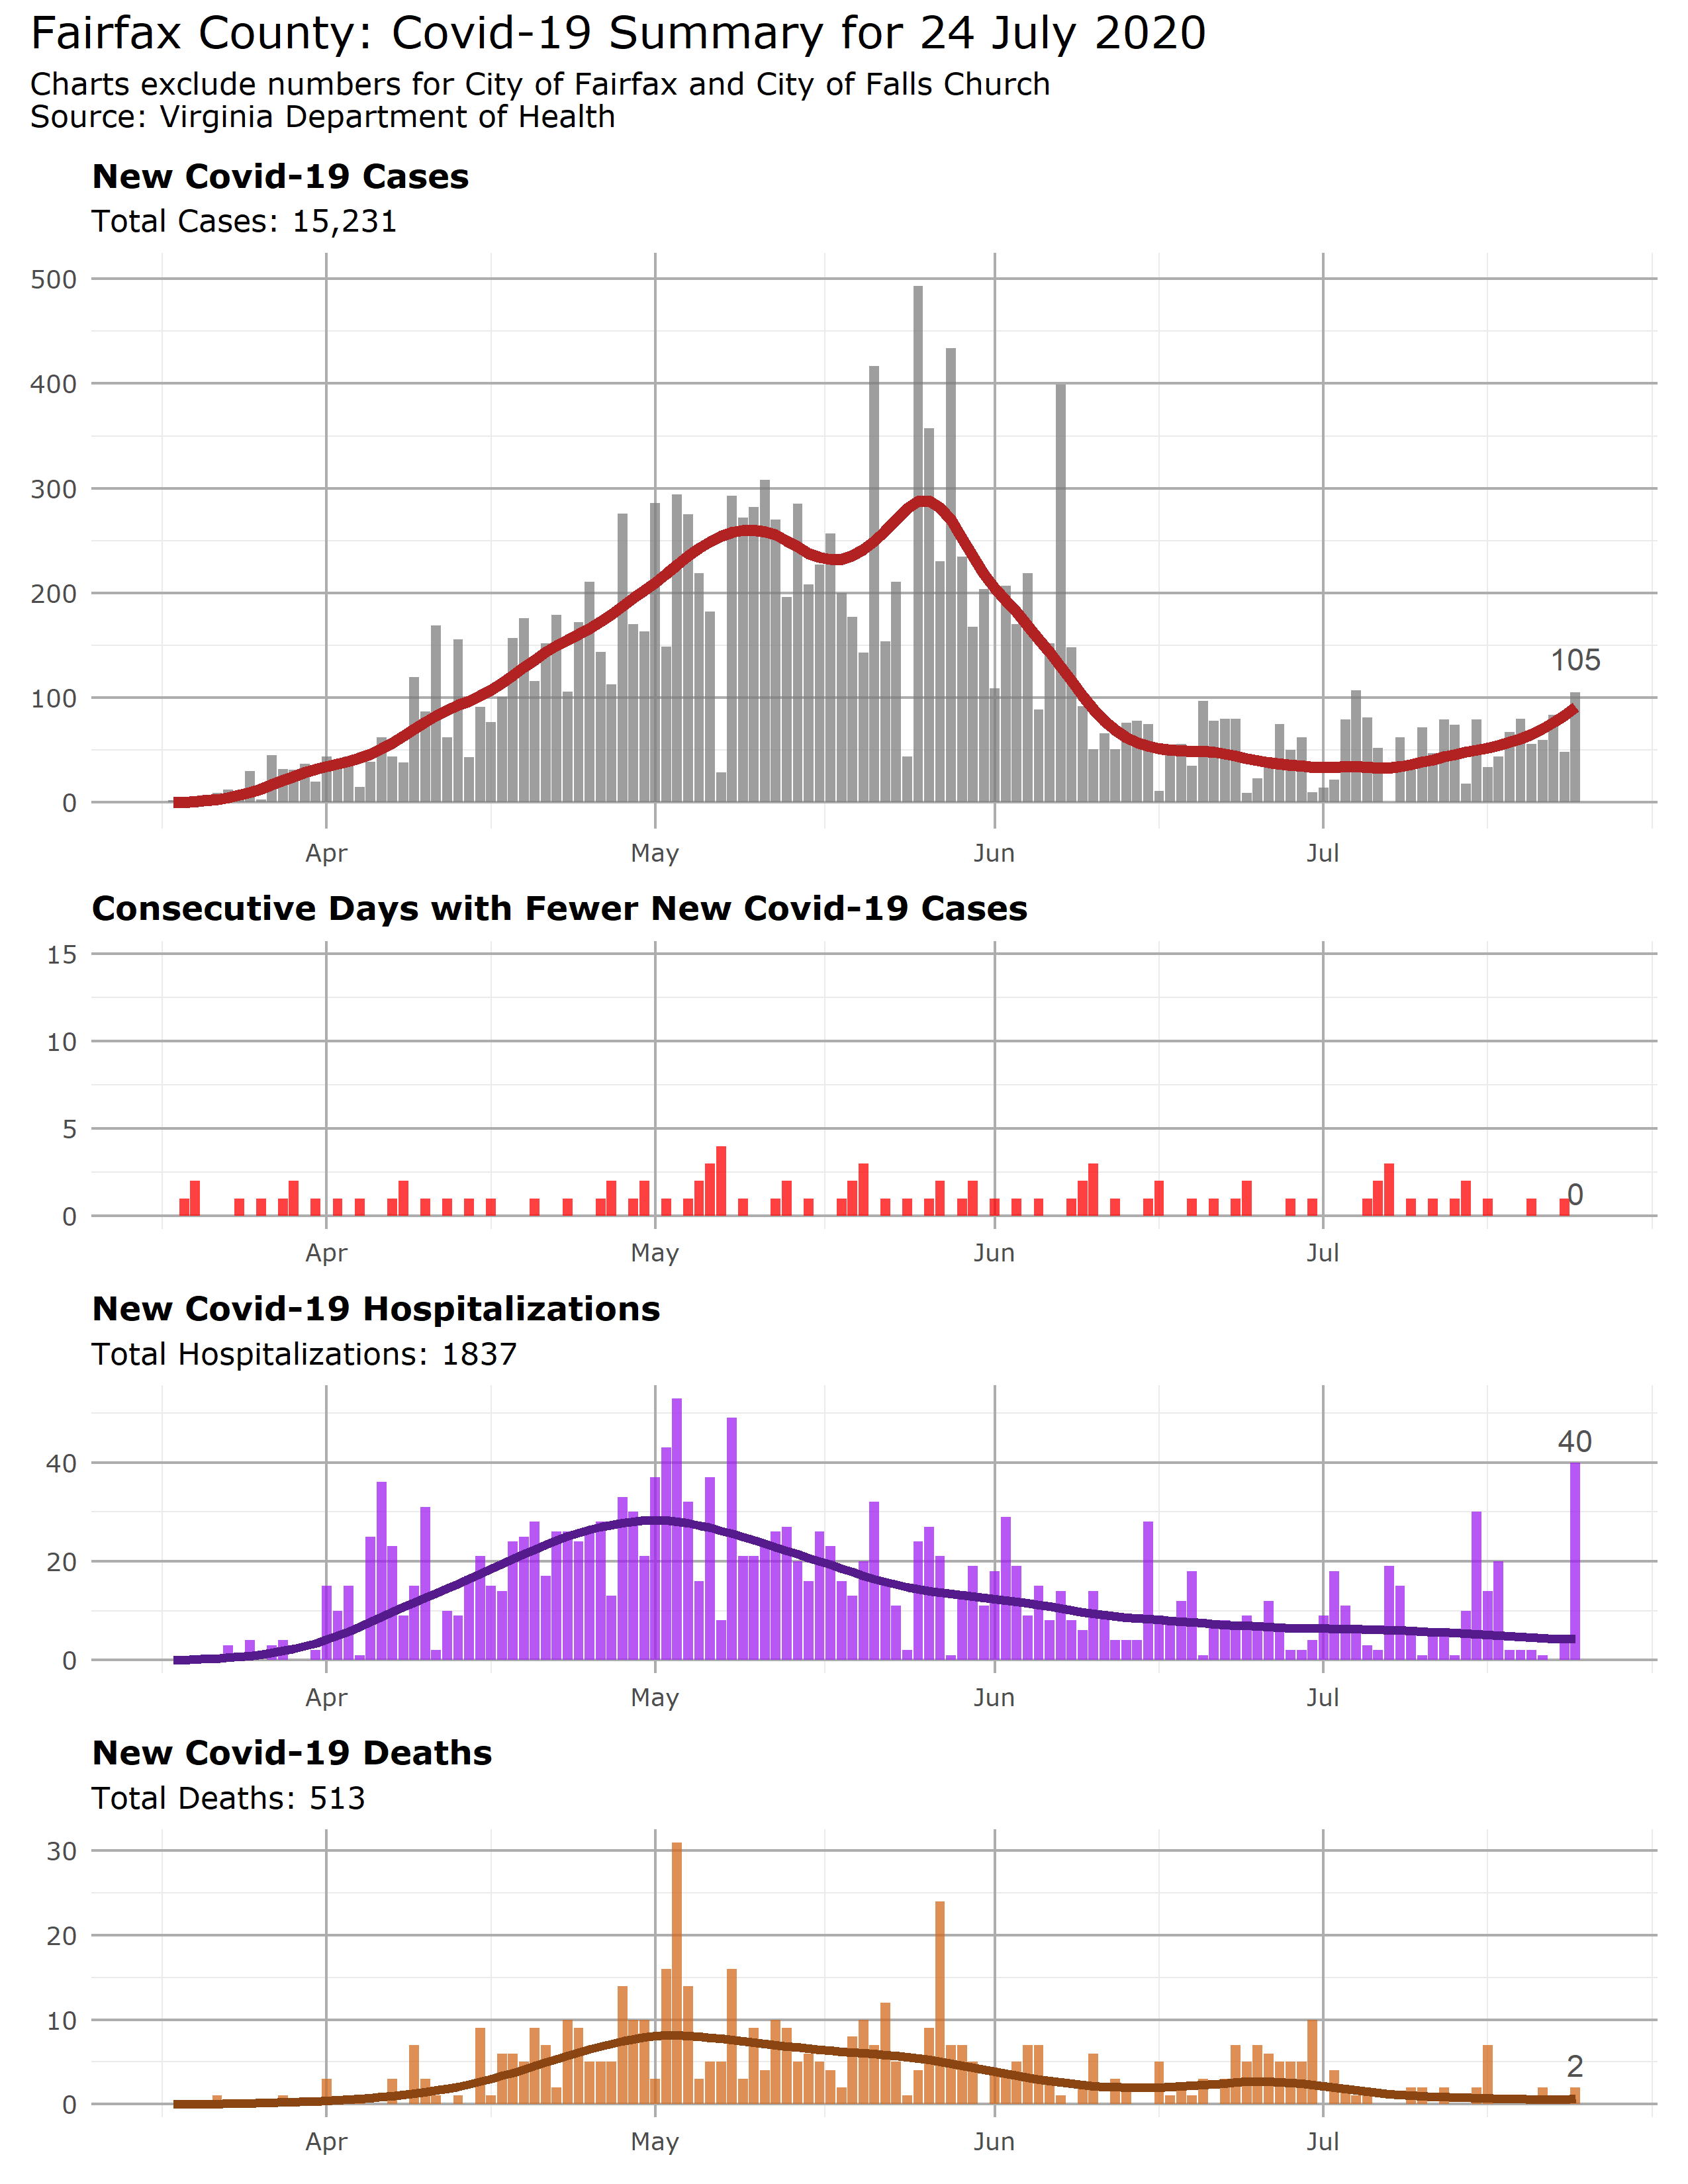 Fairfax County: Covid-19 Summary for 24 July 2020
Charts exclude numbers for City of Fairfax and City of Falls Church
Source: Virginia Department of Health
New Covid-19 Cases
Total Cases: 15,231
500
400
300
200
100
0
105
Apr May Jun Jul
Consecutive Days with Fewer New Covid-19 Cases
15
10
5
0
0
Apr May Jun Jul
New Covid-19 Hospitalizations
Total Hospitalizations: 1837
40
20
0
40
Apr May Jun Jul
New Covid-19 Deaths
Total Deaths: 513
30
20
10
0
2
Apr May Jun Jul